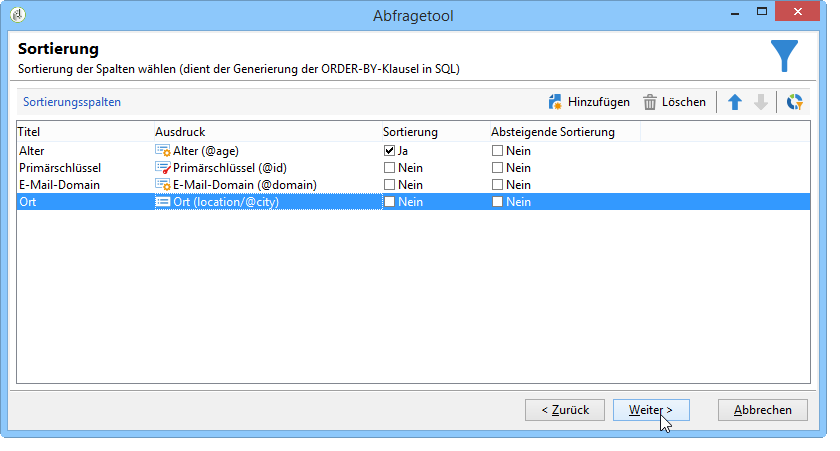 Abfragetool
Sortierung
Sortierung der Spalten wählen (dient der Generierung der ORDER-BY-Klausel in SQL)
Sortierungsspalten Hinzufügen Löschen
Titel Ausdruck Sortierung Absteigende Sortierung
Alter Alter (@age) Ja Nein
Primärschlüssel Primärschlüssel (@id) Nein Nein
E-Mail-Domain E-Mail-Domain (@domain) Nein Nein
Ort Ort (location/@city) Nein Nein
< Zurück Weiter > Abbrechen